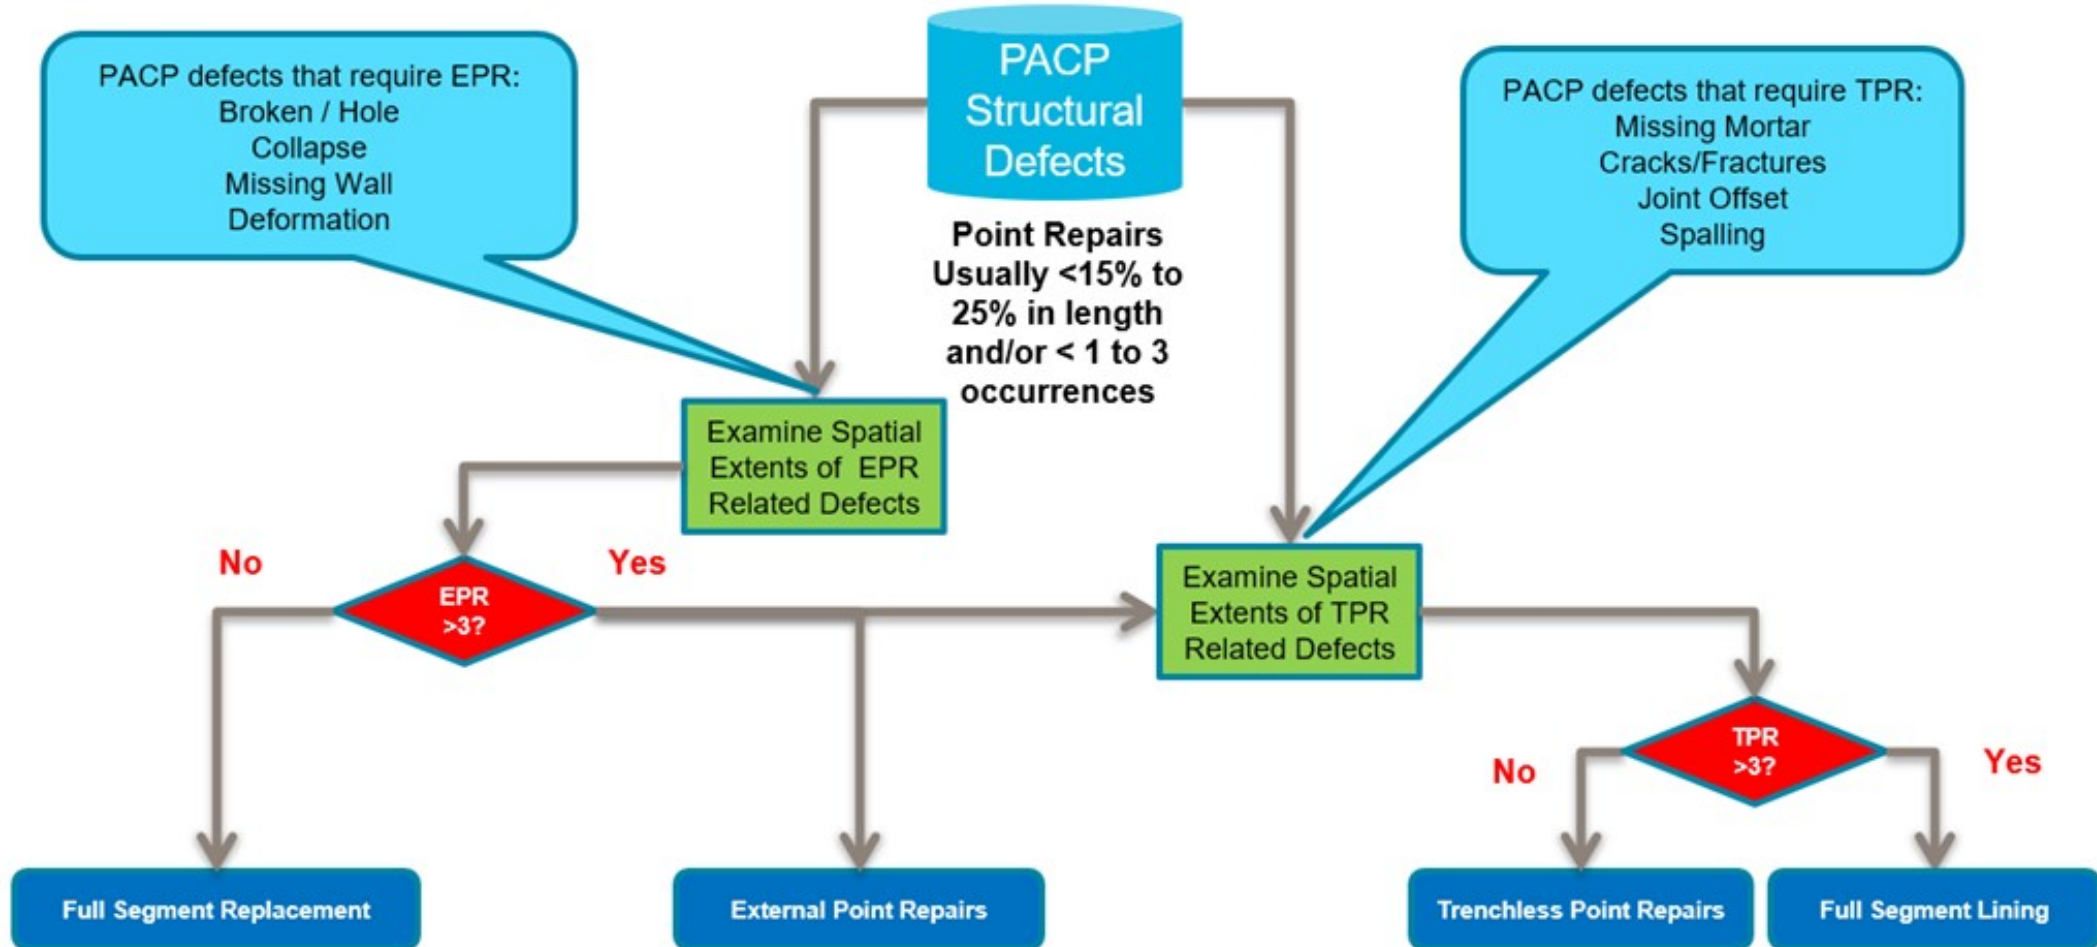 PACP defects that require EPR:
Broken / Hole
Collapse
Missing Wall
Deformation
PACP
Structural
Defects
Point Repairs
Usually <15% to
25% in length
and/or < 1 to 3
occurrences
PACP defects that require TPR:
Missing Mortar
Cracks/Fractures
Joint Offset
Spalling
Examine Spatial
Extents of EPR
Related Defects
No
EPR
>3?
Yes
Examine Spatial
Extents of TPR
Related Defects
No
TPR
>3?
Yes
Full Segment Replacement
External Point Repairs
Trenchless Point Repairs
Full Segment Lining